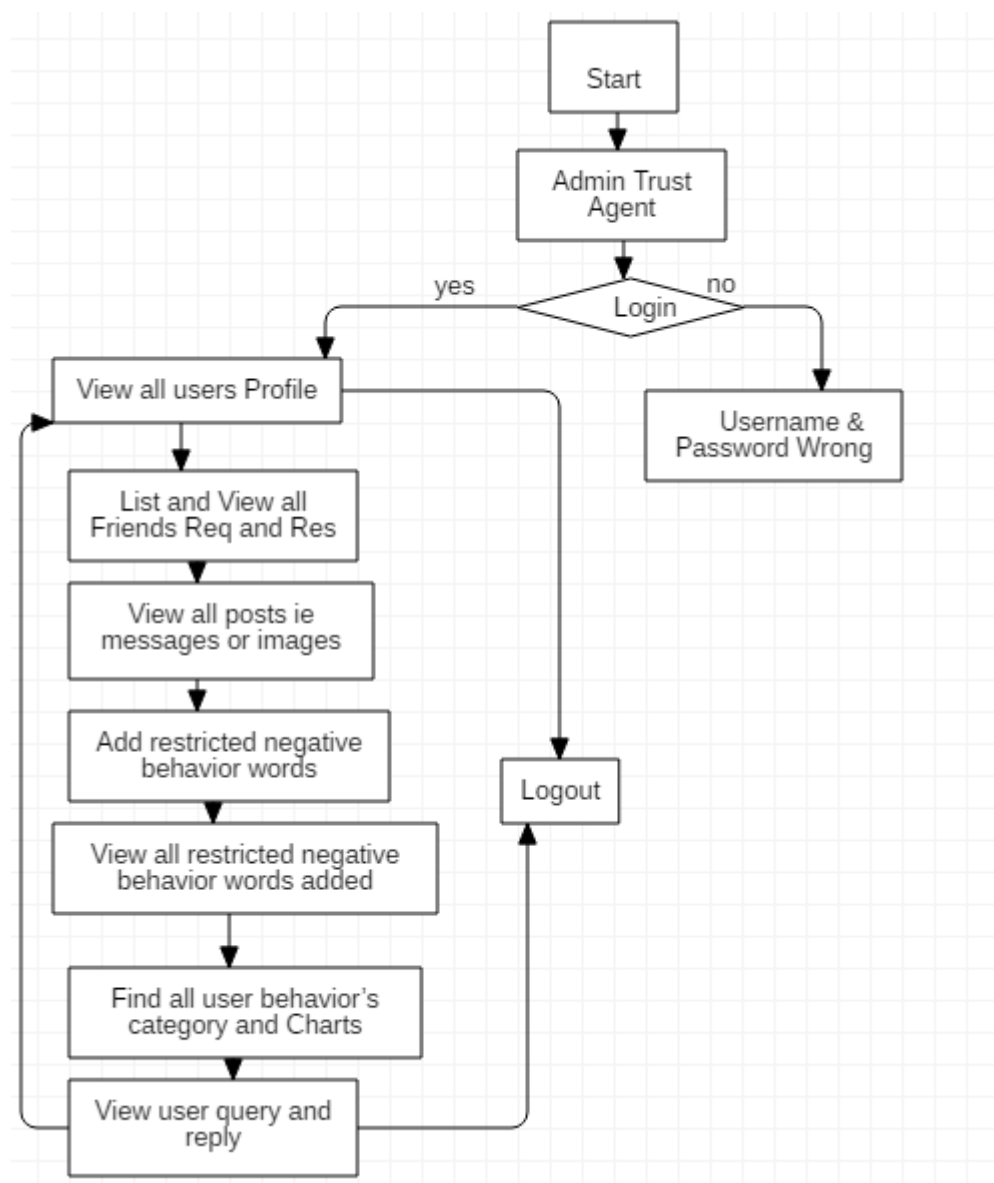 Start
Admin Trust
Agent
yes
no
Login
View all users Profile
Username &
Password Wrong
List and View all
Friends Req and Res
View all posts ie
messages or images
Add restricted negative
behavior words
Logout
View all restricted negative
behavior words added
Find all user behavior’s
category and Charts
View user query and
reply